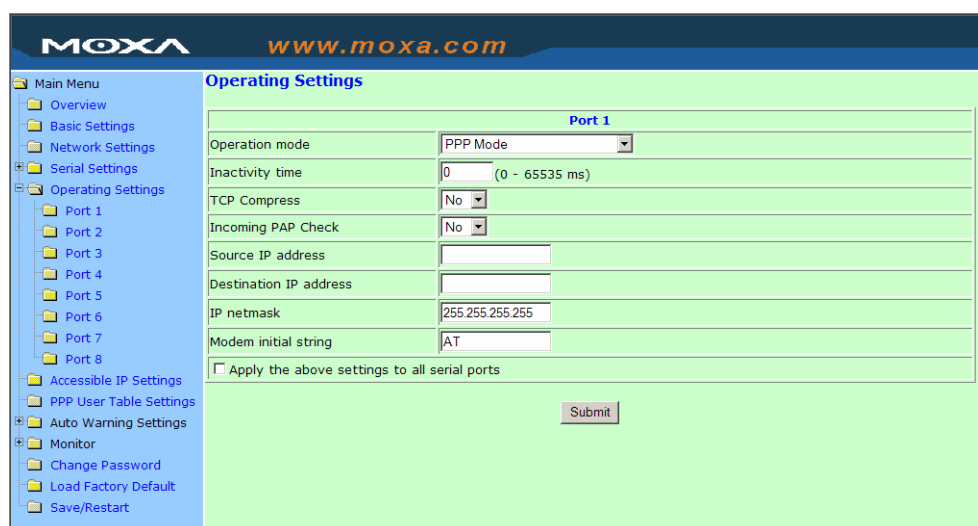 MOXA www.moxa.com
Main Menu
Overview
Basic Settings
Network Settings
Serial Settings
Operating Settings
Port 1
Port 2
Port 3
Port 4
Port 5
Port 6
Port 7
Port 8
Accessible IP Settings
PPP User Table Settings
Auto Warning Settings
Monitor
Change Password
Load Factory Default
Save/Restart
Operating Settings
Port 1
Operation mode PPP Mode
Inactivity time 0 (0 - 65535 ms)
TCP Compress No
Incoming PAP Check No
Source IP address
Destination IP address
IP netmask 255.255.255.255
Modem initial string AT
Apply the above settings to all serial ports
Submit